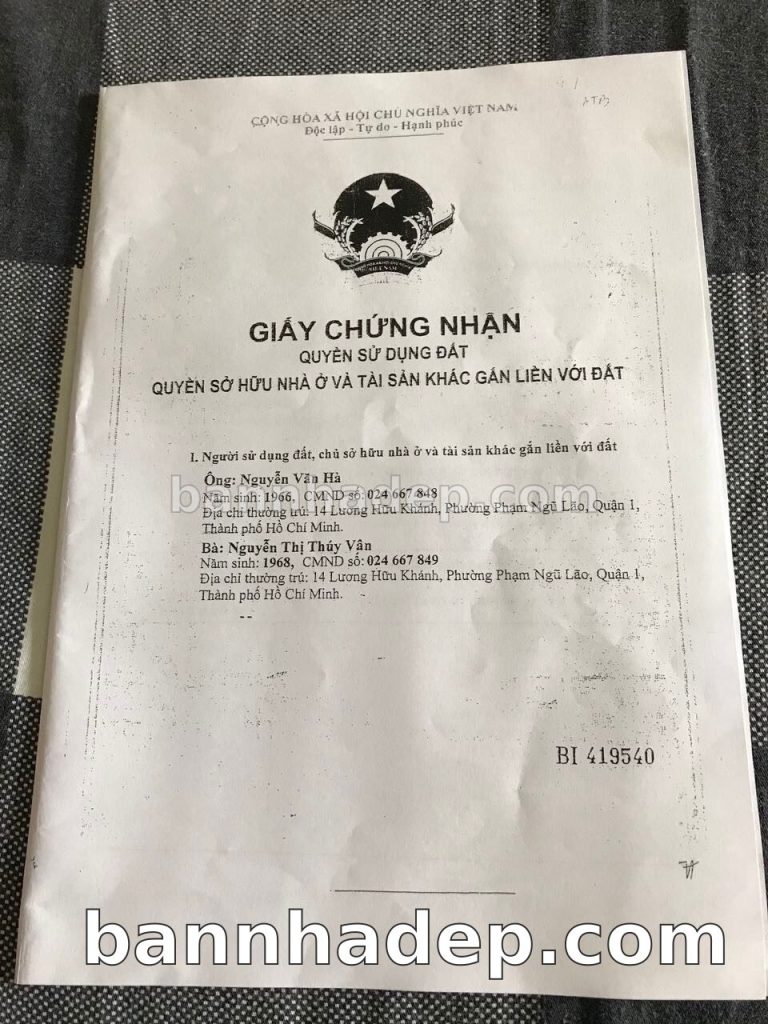 CỘNG HÒA XÃ HỘI CHỦ NGHĨA VIỆT NAM
Độc lập - Tự do - Hạnh phúc
VIỆT NAM
GIẤY CHỨNG NHẬN
QUYỀN SỬ DỤNG ĐẤT
QUYỀN SỞ HỮU NHÀ Ở VÀ TÀI SẢN KHÁC GẮN LIỀN VỚI ĐẤT
I. Người sử dụng đất, chủ sở hữu nhà ở và tài sản khác gắn liền với đất
Ông: Nguyễn Văn Hà
bannhadep.com
Năm sinh: 1966, CMND số: 024 667 848
Địa chỉ thường trú: 14 Lương Hữu Khánh, Phường Phạm Ngũ Lão, Quận 1,
Thành phố Hồ Chí Minh.
Bà: Nguyễn Thị Thúy Vân
Năm sinh: 1968, CMND số: 024 667 849
Địa chỉ thường trú: 14 Lương Hữu Khánh, Phường Phạm Ngũ Lão, Quận 1,
Thành phố Hồ Chí Minh.
--
BI 419540
bannhadep.com